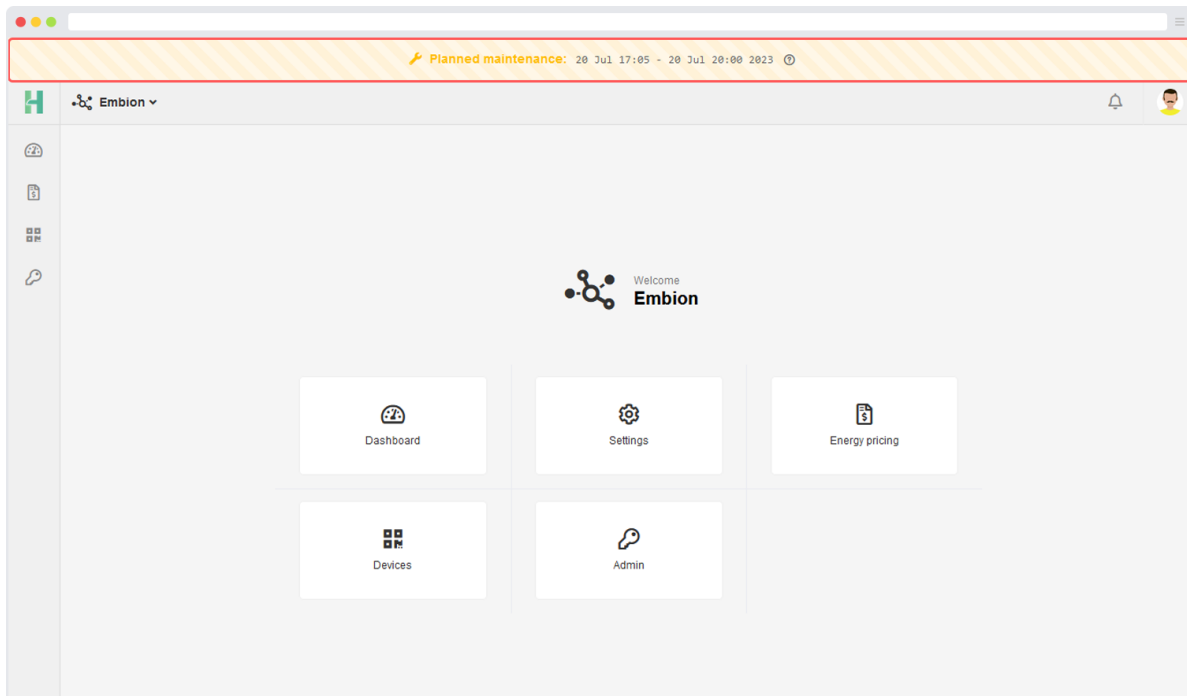 Planned maintenance: 20 Jul 17:05 - 20 Jul 20:00 2023
Embion
Welcome
Embion
Dashboard
Settings
Energy pricing
Devices
Admin